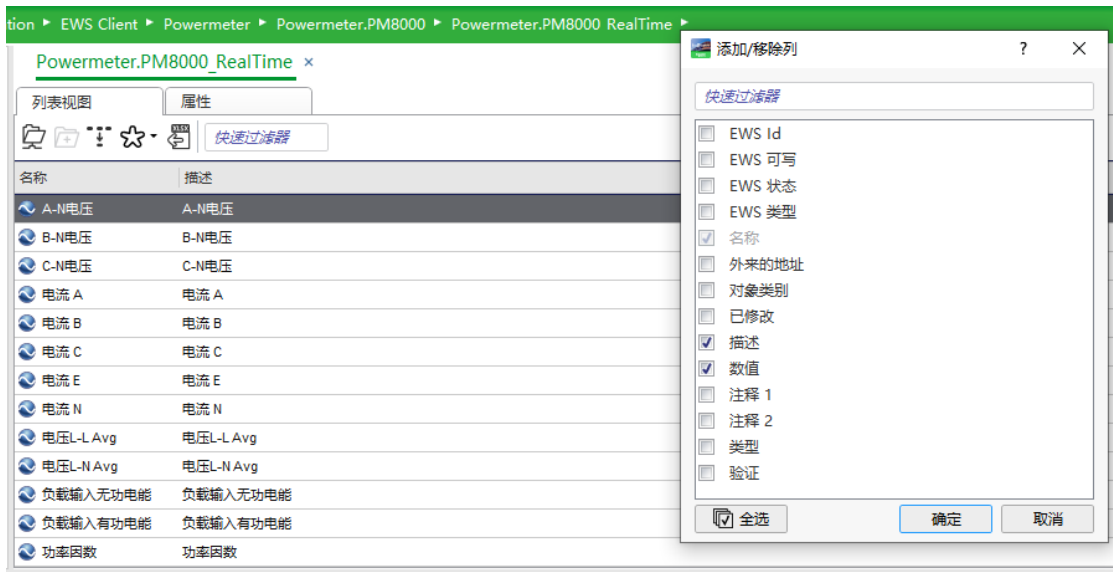 tion ▸ EWS Client ▸ Powermeter ▸ Powermeter.PM8000 ▸ Powermeter.PM8000 RealTime ▸
Powermeter.PM8000_RealTime ×
列表视图 属性
XLSX 快速过滤器
名称 描述
A-N电压 A-N电压
B-N电压 B-N电压
C-N电压 C-N电压
电流 A 电流 A
电流 B 电流 B
电流 C 电流 C
电流 E 电流 E
电流 N 电流 N
电压L-L Avg 电压L-L Avg
电压L-N Avg 电压L-N Avg
负载输入无功电能 负载输入无功电能
负载输入有功电能 负载输入有功电能
功率因数 功率因数
添加/移除列 ? ×
快速过滤器
EWS Id
EWS 可写
EWS 状态
EWS 类型
名称
外来的地址
对象类别
已修改
描述
数值
注释 1
注释 2
类型
验证
全选 确定 取消